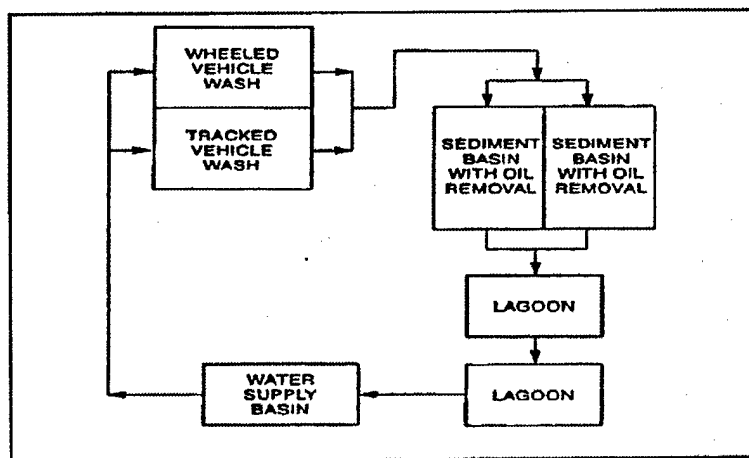 WHEELED
VEHICLE
WASH
TRACKED
VEHICLE
WASH
SEDIMENT
BASIN
WITH OIL
REMOVAL
SEDIMENT
BASIN
WITH OIL
REMOVAL
LAGOON
LAGOON
WATER
SUPPLY
BASIN